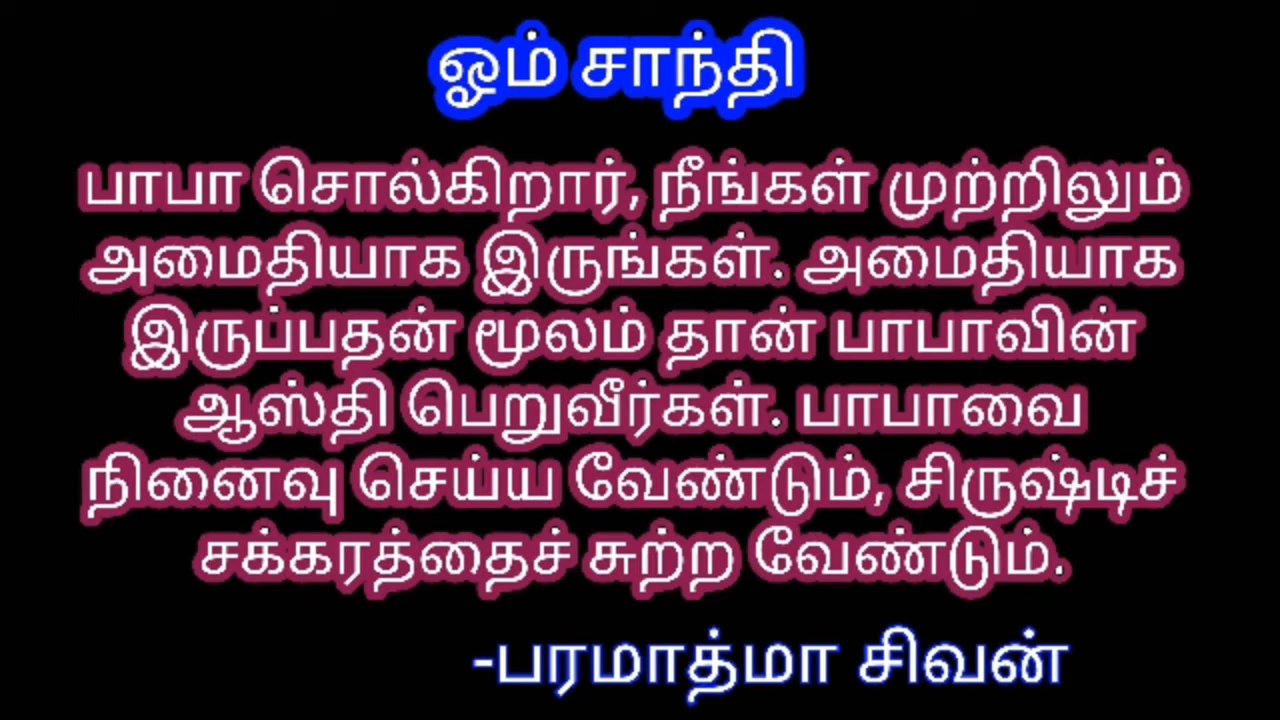 ஓம் சாந்தி
பாபா சொல்கிறார், நீங்கள் முற்றிலும்
அமைதியாக இருங்கள். அமைதியாக
இருப்பதன் மூலம் தான் பாபாவின்
ஆஸ்தி பெறுவீர்கள். பாபாவை
நினைவு செய்ய வேண்டும், சிருஷ்டிச்
சக்கரத்தைச் சுற்ற வேண்டும்.
-பரமாத்மா சிவன்